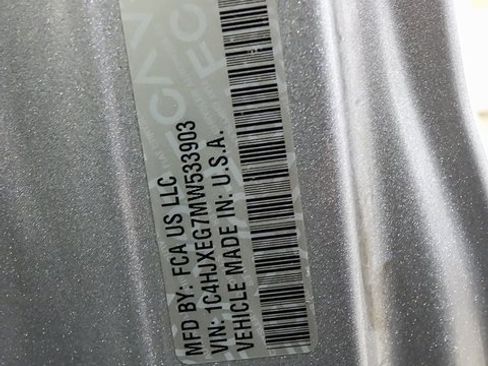 MFD BY: FCA US LLC
VIN: 1C4HJXEG7MW533903
VEHICLE MADE IN: U.S.A.